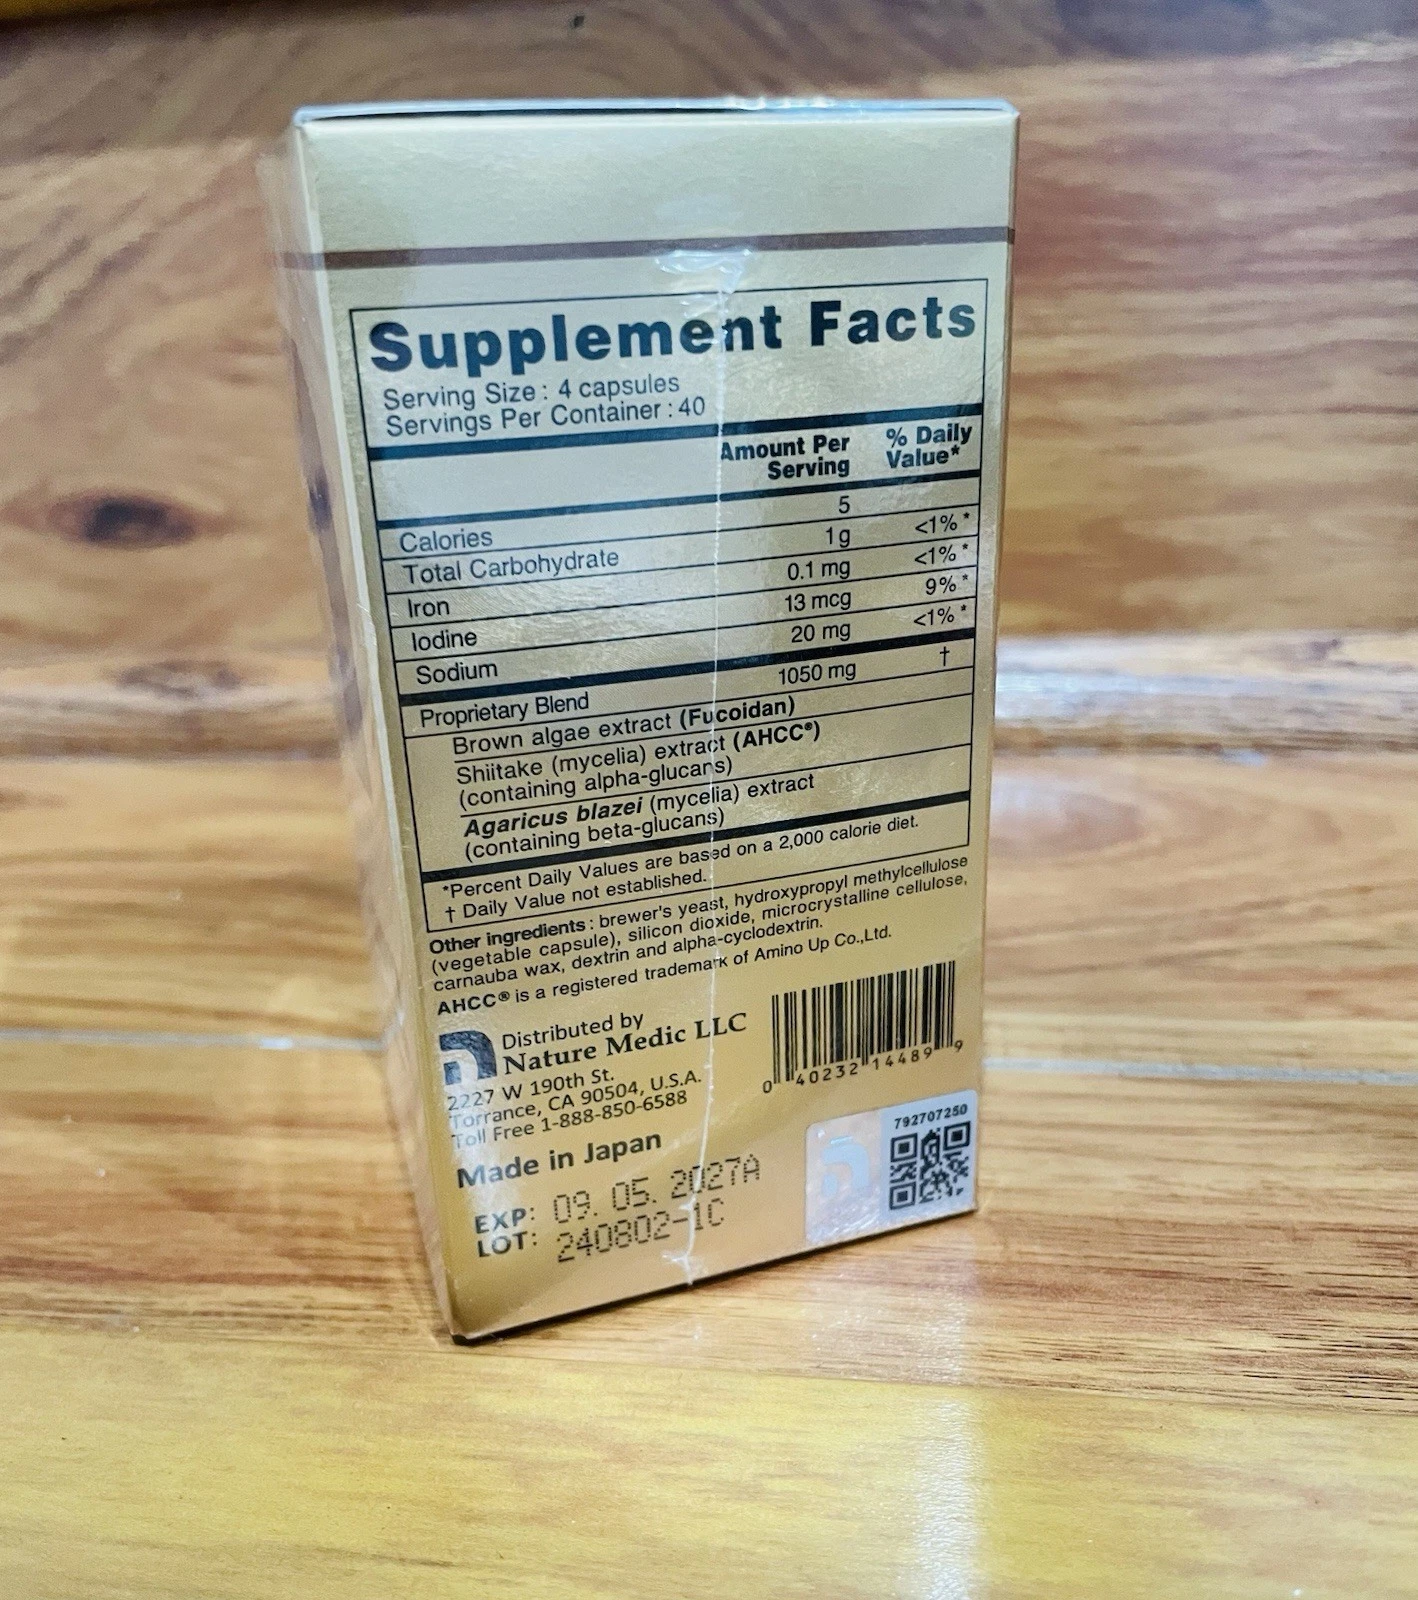 Supplement Facts
Serving Size : 4 capsules
Servings Per Container : 40
Amount Per Serving % Daily Value*
Calories 5
Total Carbohydrate 1 g <1% *
Iron 0.1 mg <1% *
Iodine 13 mcg 9% *
Sodium 20 mg <1% *
Proprietary Blend 1050 mg †
Brown algae extract (Fucoidan)
Shiitake (mycelia) extract (AHCC®)
(containing alpha-glucans)
Agaricus blazei (mycelia) extract
(containing beta-glucans)
*Percent Daily Values are based on a 2,000 calorie diet.
† Daily Value not established.
Other ingredients : brewer's yeast, hydroxypropyl methylcellulose
(vegetable capsule), silicon dioxide, microcrystalline cellulose,
carnauba wax, dextrin and alpha-cyclodextrin.
AHCC® is a registered trademark of Amino Up Co.,Ltd.
Distributed by
Nature Medic LLC
2227 W 190th St.
Torrance, CA 90504, U.S.A.
Toll Free 1-888-850-6588
0 40232 14489 9
Made in Japan
792707250
EXP: 09. 05. 2027A
LOT: 240802-1C